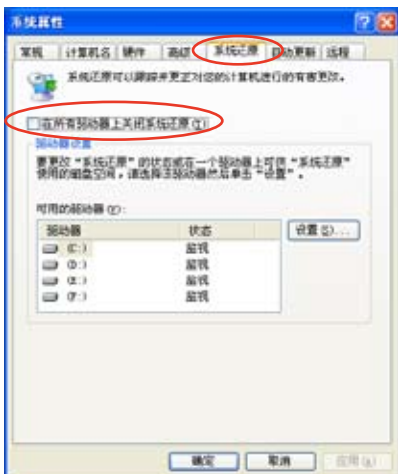 系统属性
常规 计算机名 硬件 高级 系统还原 自动更新 远程
系统还原可以跟踪并更正对您的计算机进行的有害更改。
在所有驱动器上关闭系统还原(T)
驱动器设置
要更改“系统还原”的状态或在一个驱动器上可供“系统还原”
使用的磁盘空间，请选择该驱动器然后单击“设置”。
可用的驱动器(V):
驱动器 状态 设置(S)...
(C:) 监视
(D:) 监视
(E:) 监视
(F:) 监视
确定 取消 应用(A)